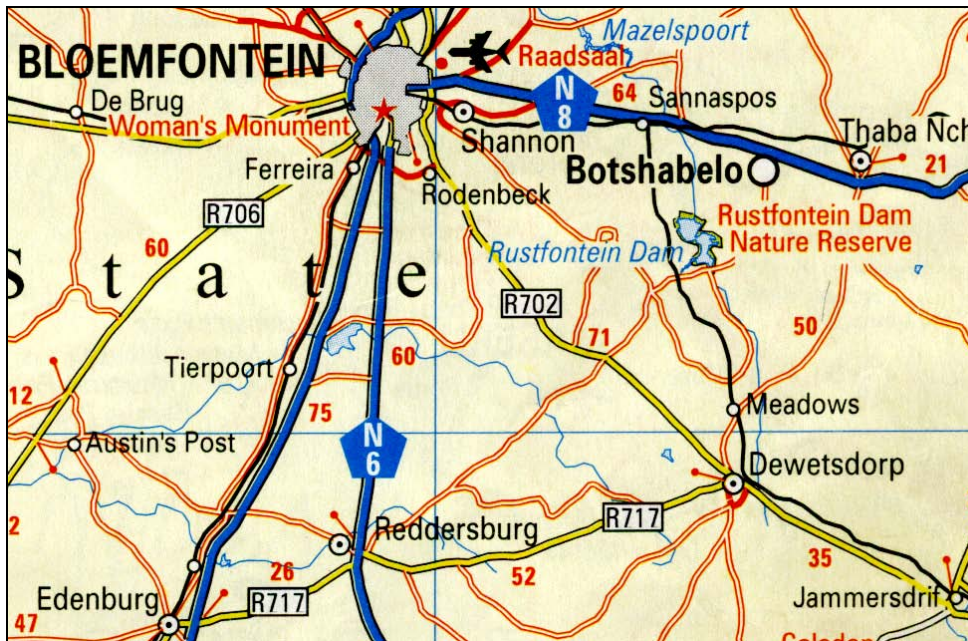 Mazelspoort
BLOEMFONTEIN
Raadsaal
De Brug
N
8
64
Sannaspos
Woman's Monument
Shannon
Thaba Nch
Ferreira
Botshabelo
21
Rodenbeck
R706
Rustfontein Dam
Nature Reserve
60
Rustfontein Dam
s t a t e
R702
50
71
Tierpoort
60
12
75
Meadows
Austin's Post
N
6
Dewetsdorp
2
Reddersburg
R717
26
52
35
Edenburg
R717
Jammersdrif
47